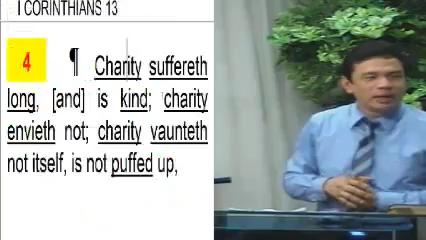 I CORINTHIANS 13
4 ¶ Charity suffereth
long, [and] is kind; charity
envieth not; charity vaunteth
not itself, is not puffed up,